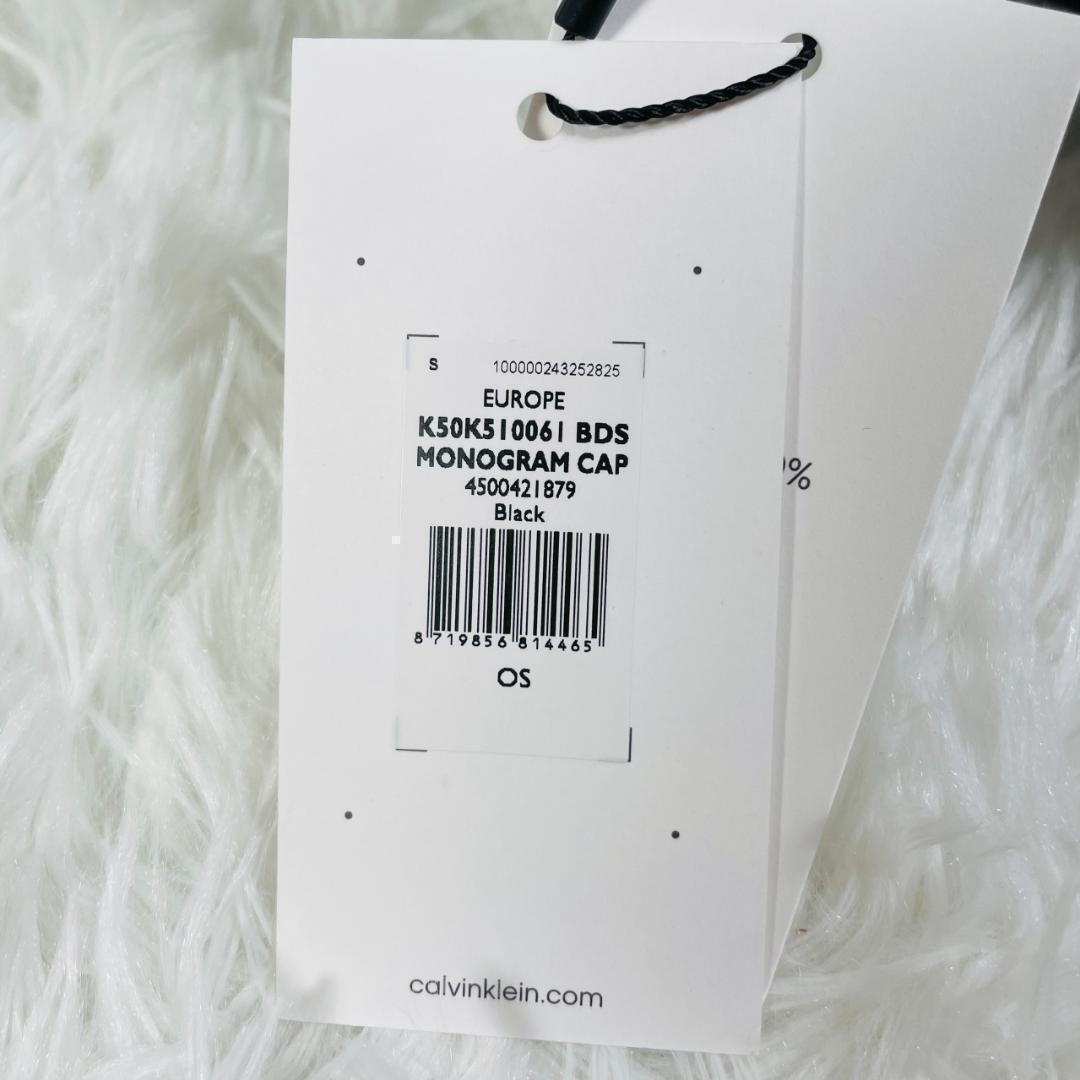 S 100000243252825
EUROPE
K50K510061 BDS
MONOGRAM CAP
4500421879
Black
8 719856 814465
OS
%
calvinklein.com